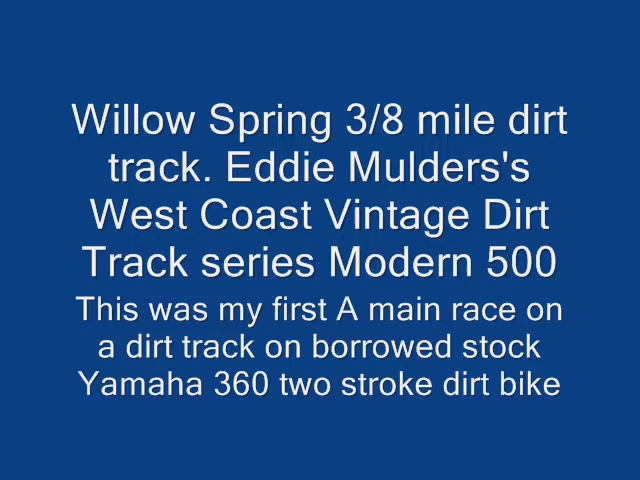 Willow Spring 3/8 mile dirt
track. Eddie Mulders's
West Coast Vintage Dirt
Track series Modern 500
This was my first A main race on
a dirt track on borrowed stock
Yamaha 360 two stroke dirt bike